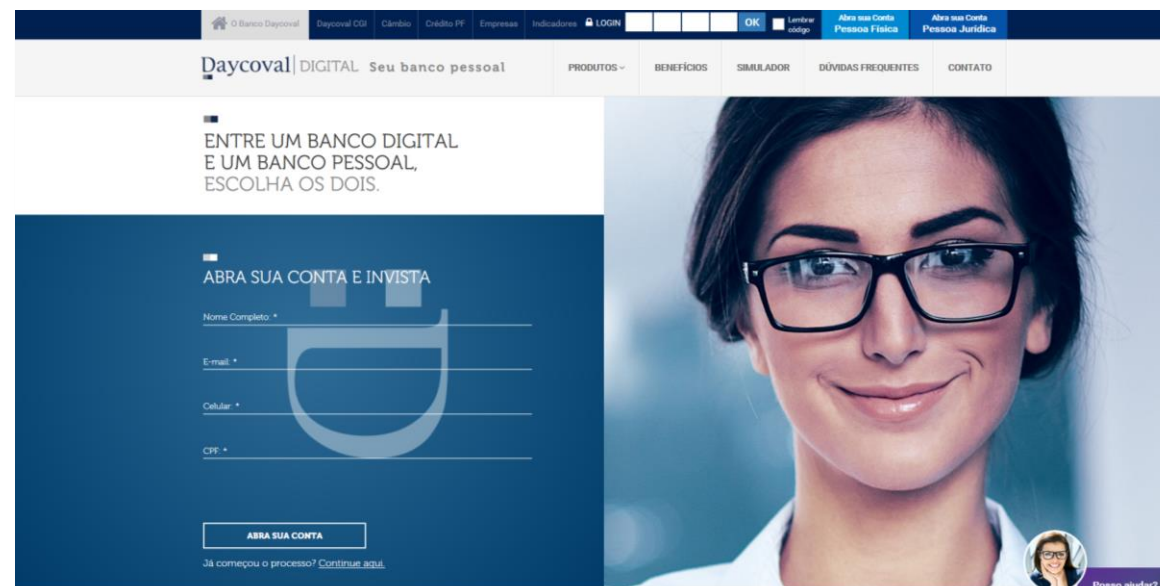 O Banco Daycoval Daycoval CGI Câmbio Crédito PF Empresas Indicadores LOGIN OK Lembrar código Abra sua Conta Pessoa Física Abra sua Conta Pessoa Jurídica
Daycoval DIGITAL Seu banco pessoal PRODUTOS BENEFÍCIOS SIMULADOR DÚVIDAS FREQUENTES CONTATO
ENTRE UM BANCO DIGITAL
E UM BANCO PESSOAL,
ESCOLHA OS DOIS.
ABRA SUA CONTA E INVISTA
Nome Completo: *
E-mail: *
Celular: *
CPF: *
D
ABRA SUA CONTA
Já começou o processo? Continue aqui.
Posso ajudar?